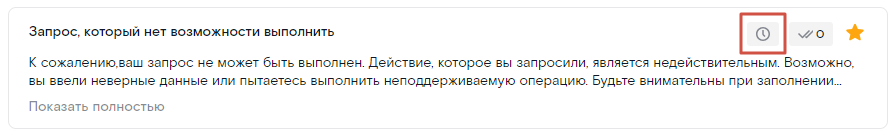 Запрос, который нет возможности выполнить
0
К сожалению,ваш запрос не может быть выполнен. Действие, которое вы запросили, является недействительным. Возможно,
вы ввели неверные данные или пытаетесь выполнить неподдерживаемую операцию. Будьте внимательны при заполнении...
Показать полностью